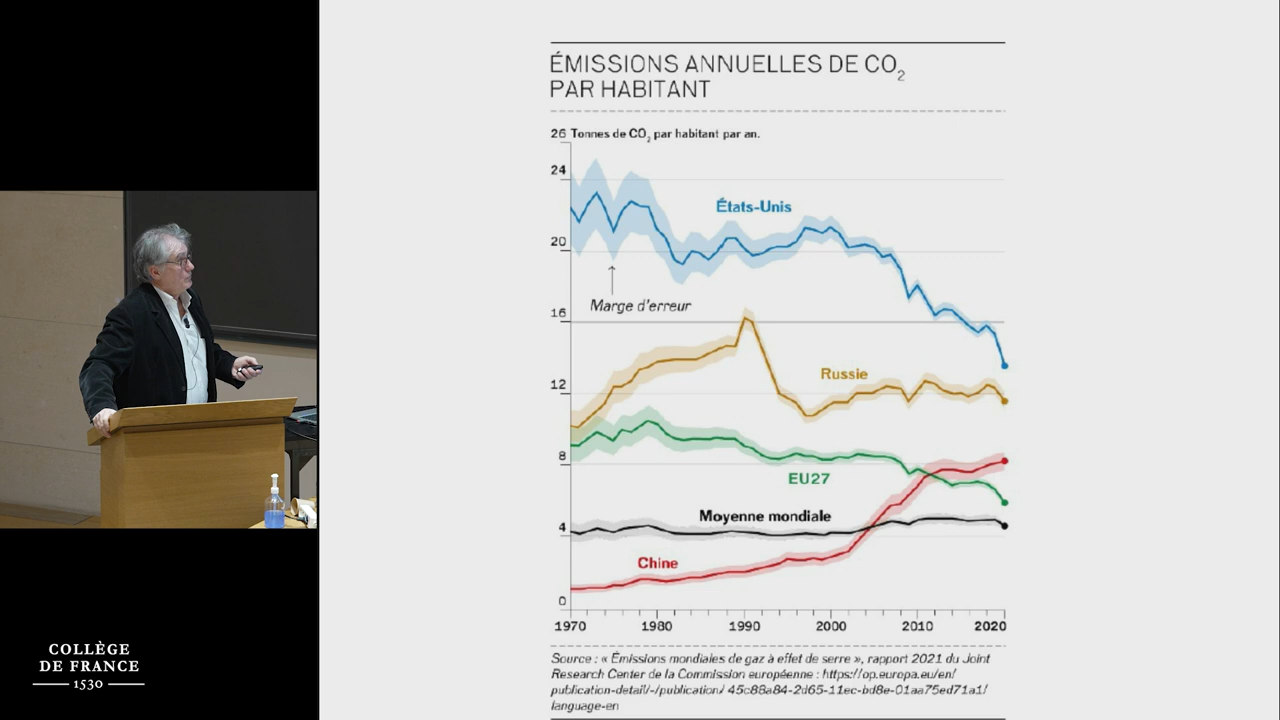 ÉMISSIONS ANNUELLES DE CO₂
PAR HABITANT
26 Tonnes de CO₂ par habitant par an.
24
20
16
12
8
4
0
États-Unis
Marge d'erreur
Russie
EU27
Moyenne mondiale
Chine
1970 1980 1990 2000 2010 2020
Source : « Émissions mondiales de gaz à effet de serre », rapport 2021 du Joint
Research Center de la Commission européenne : https://op.europa.eu/en/
publication-detail/-/publication/ 45c88a84-2d65-11ec-bd8e-01aa75ed71a1/
language-en
COLLÈGE
DE FRANCE
1530